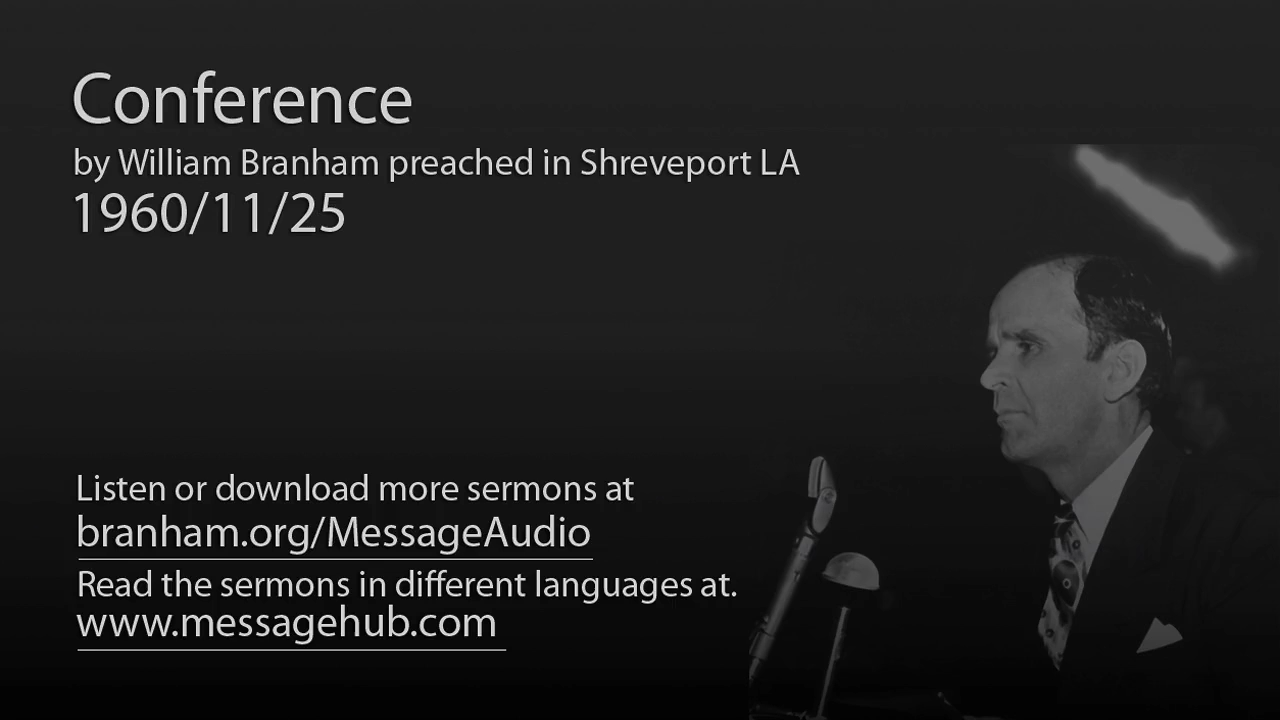 Conference
by William Branham preached in Shreveport LA
1960/11/25
Listen or download more sermons at
branham.org/MessageAudio
Read the sermons in different languages at.
www.messagehub.com